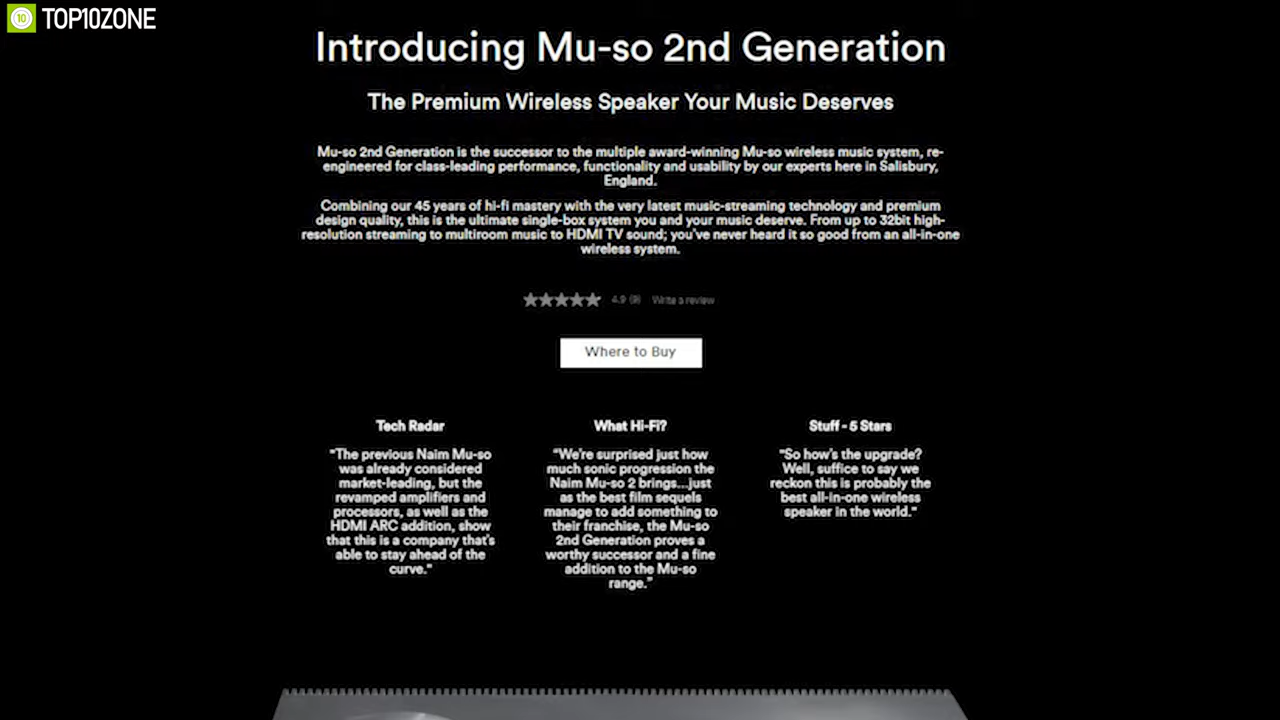 10 TOP10ZONE
Introducing Mu-so 2nd Generation
The Premium Wireless Speaker Your Music Deserves
Mu-so 2nd Generation is the successor to the multiple award-winning Mu-so wireless music system, re-
engineered for class-leading performance, functionality and usability by our experts here in Salisbury,
England.
Combining our 45 years of hi-fi mastery with the very latest music-streaming technology and premium
design quality, this is the ultimate single-box system you and your music deserve. From up to 32bit high-
resolution streaming to multiroom music to HDMI TV sound; you've never heard it so good from an all-in-one
wireless system.
4.9 Write a review
Where to Buy
Tech Radar
"The previous Naim Mu-so
was already considered
market-leading, but the
revamped amplifiers and
processors, as well as the
HDMI ARC addition, show
that this is a company that's
able to stay ahead of the
curve."
What Hi-Fi?
"We're surprised just how
much sonic progression the
Naim Mu-so 2 brings...just
as the best film sequels
manage to add something to
their franchise, the Mu-so
2nd Generation proves a
worthy successor and a fine
addition to the Mu-so
range."
Stuff - 5 Stars
"So how's the upgrade?
Well, suffice to say we
reckon this is probably the
best all-in-one wireless
speaker in the world."